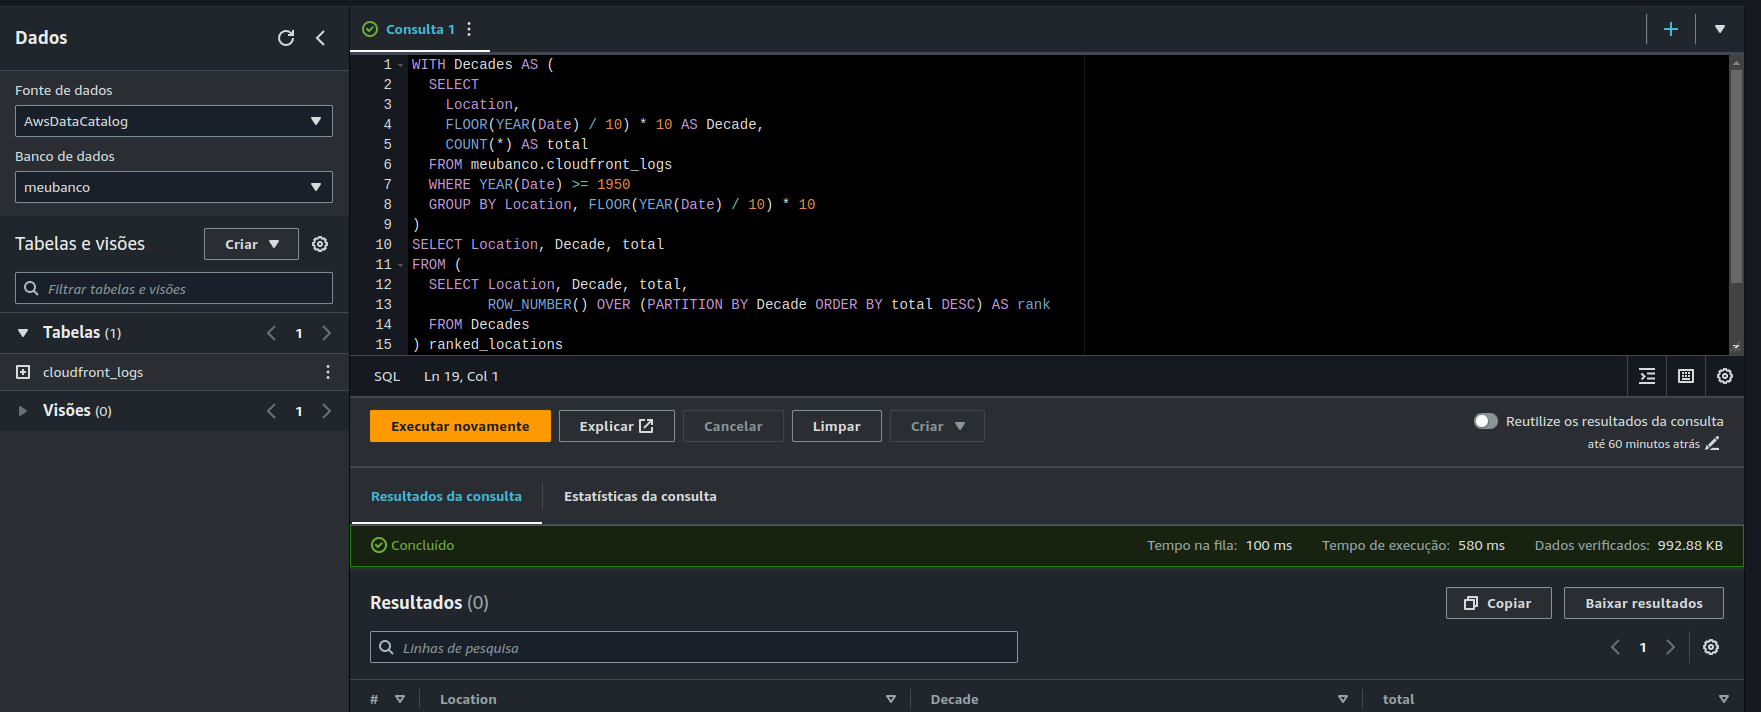 Dados
Fonte de dados
AwsDataCatalog
Banco de dados
meubanco
Tabelas e visões
Criar
Filtrar tabelas e visões
Tabelas (1)
1
cloudfront_logs
Visões (0)
1
Consulta 1
1 WITH Decades AS (
2 SELECT
3 Location,
4 FLOOR(YEAR(Date) / 10) * 10 AS Decade,
5 COUNT(*) AS total
6 FROM meubanco.cloudfront_logs
7 WHERE YEAR(Date) >= 1950
8 GROUP BY Location, FLOOR(YEAR(Date) / 10) * 10
9 )
10 SELECT Location, Decade, total
11 FROM (
12 SELECT Location, Decade, total,
13 ROW_NUMBER() OVER (PARTITION BY Decade ORDER BY total DESC) AS rank
14 FROM Decades
15 ) ranked_locations
SQL Ln 19, Col 1
Executar novamente Explicar Cancelar Limpar Criar
Reutilize os resultados da consulta
até 60 minutos atrás
Resultados da consulta Estatísticas da consulta
Concluído Tempo na fila: 100 ms Tempo de execução: 580 ms Dados verificados: 992.88 KB
Resultados (0) Copiar Baixar resultados
Linhas de pesquisa 1
# Location Decade total